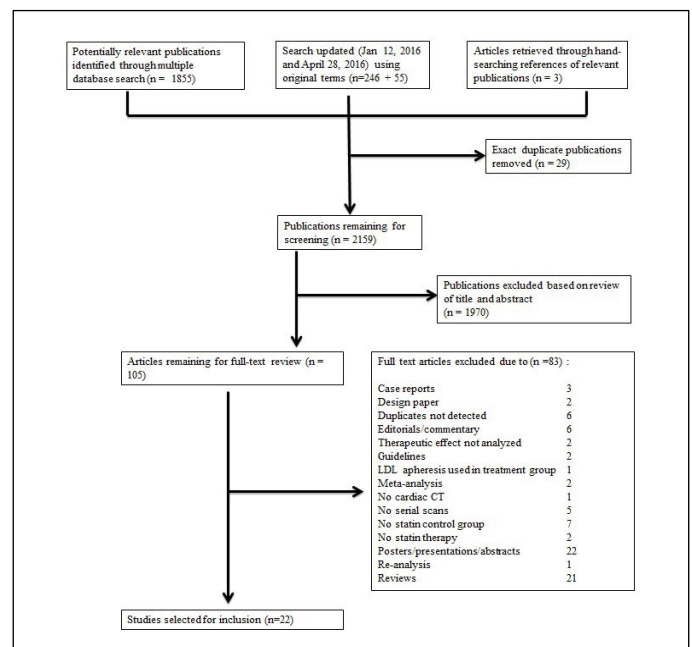 Potentially relevant publications
identified through multiple
database search (n = 1855)
Search updated (Jan 12, 2016
and April 28, 2016) using
original terms (n=246 + 55)
Articles retrieved through hand-
searching references of relevant
publications (n = 3)
Exact duplicate publications
removed (n = 29)
Publications remaining for
screening (n = 2159)
Publications excluded based on review
of title and abstract
(n = 1970)
Articles remaining for full-text review (n =
105)
Full text articles excluded due to (n =83) :
Case reports 3
Design paper 2
Duplicates not detected 6
Editorials/commentary 6
Therapeutic effect not analyzed 2
Guidelines 2
LDL apheresis used in treatment group 1
Meta-analysis 2
No cardiac CT 1
No serial scans 5
No statin control group 7
No statin therapy 2
Posters/presentations/abstracts 22
Re-analysis 1
Reviews 21
Studies selected for inclusion (n=22)